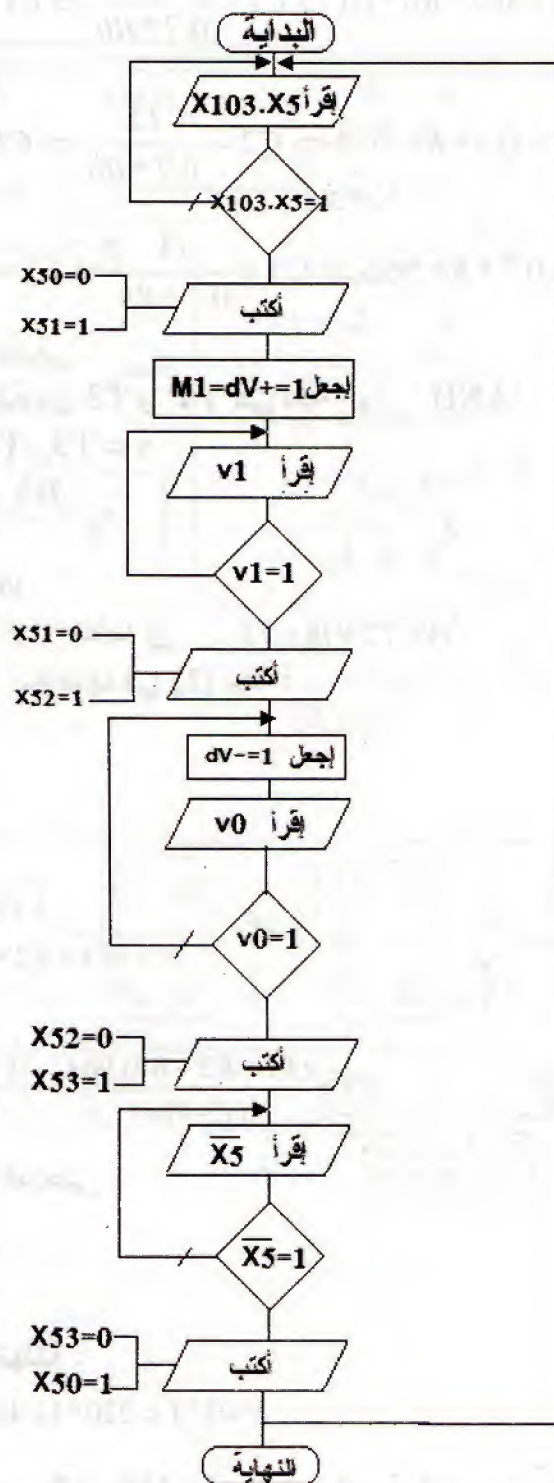 البداية
إقرأ X103.X5
X103.X5=1
X50=0
X51=1
أكتب
إجعل M1=dV+=1
إقرأ v1
v1=1
X51=0
X52=1
أكتب
إجعل dV-=1
إقرأ v0
v0=1
X52=0
X53=1
أكتب
إقرأ X̅5̅
X̅5̅=1
X53=0
X50=1
أكتب
النهاية